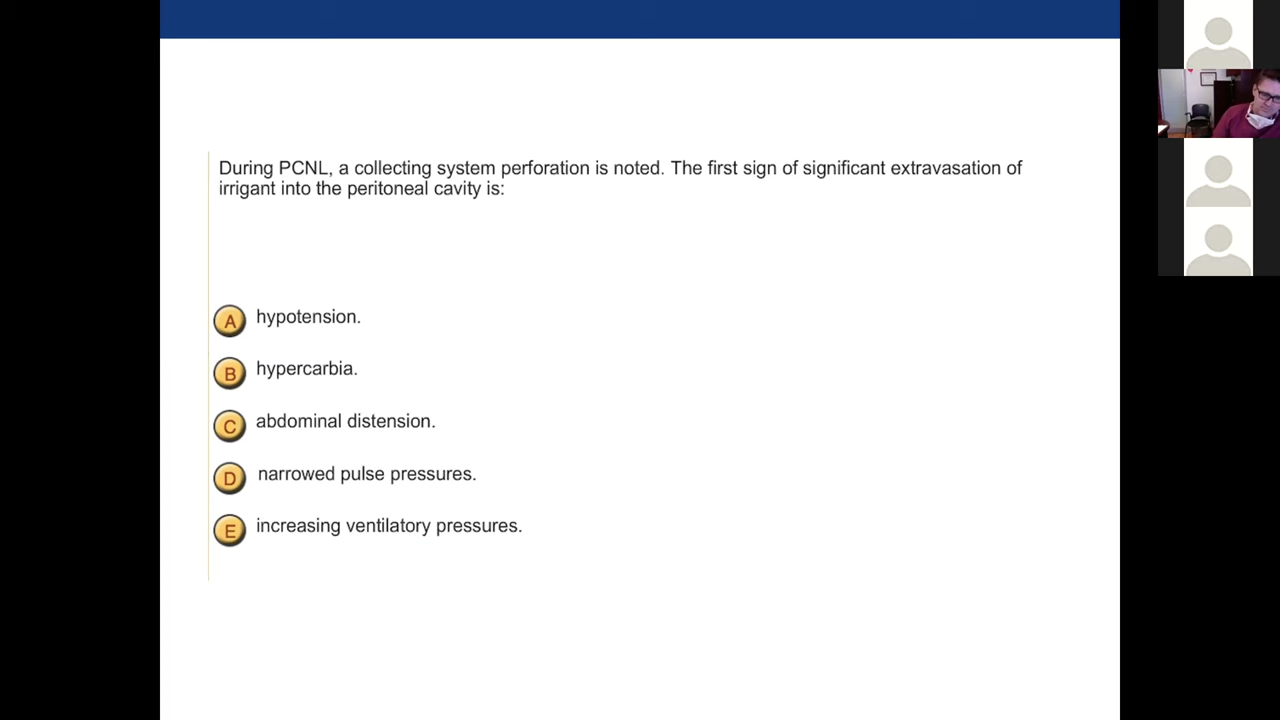 During PCNL, a collecting system perforation is noted. The first sign of significant extravasation of
irrigant into the peritoneal cavity is:
A hypotension.
B hypercarbia.
C abdominal distension.
D narrowed pulse pressures.
E increasing ventilatory pressures.